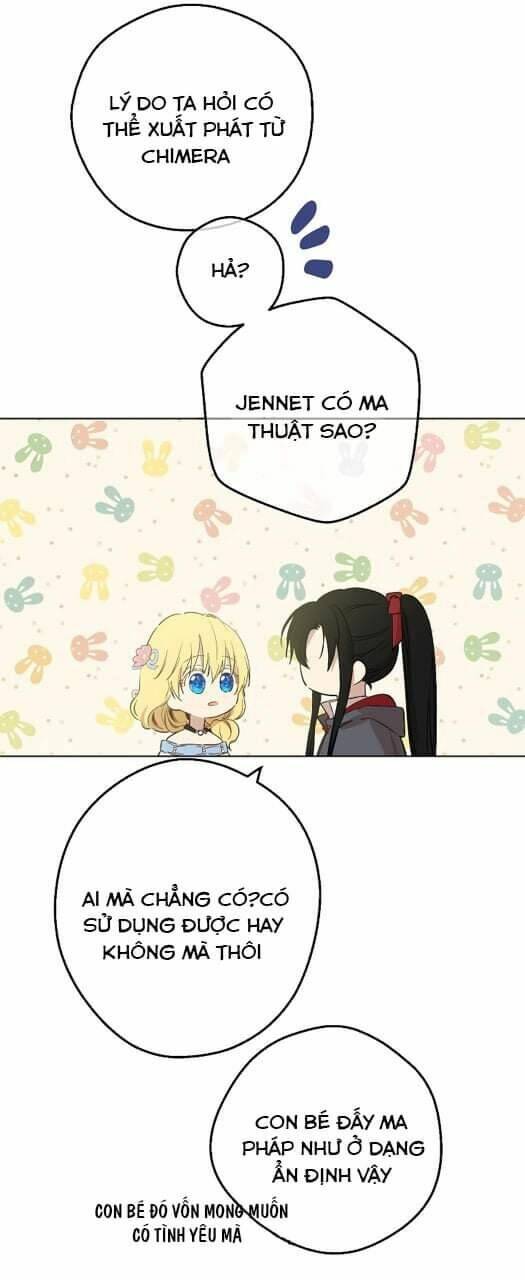 LÝ DO TA HỎI CÓ
THỂ XUẤT PHÁT TỪ
CHIMERA
HẢ?
JENNET CÓ MA
THUẬT SAO?
AI MÀ CHẲNG CÓ?CÓ
SỬ DỤNG ĐƯỢC HAY
KHÔNG MÀ THÔI
CON BÉ ĐẤY MA
PHÁP NHƯ Ở DẠNG
ẨN ĐỊNH VẬY
CON BÉ ĐÓ VỐN MONG MUỐN
CÓ TÌNH YÊU MÀ